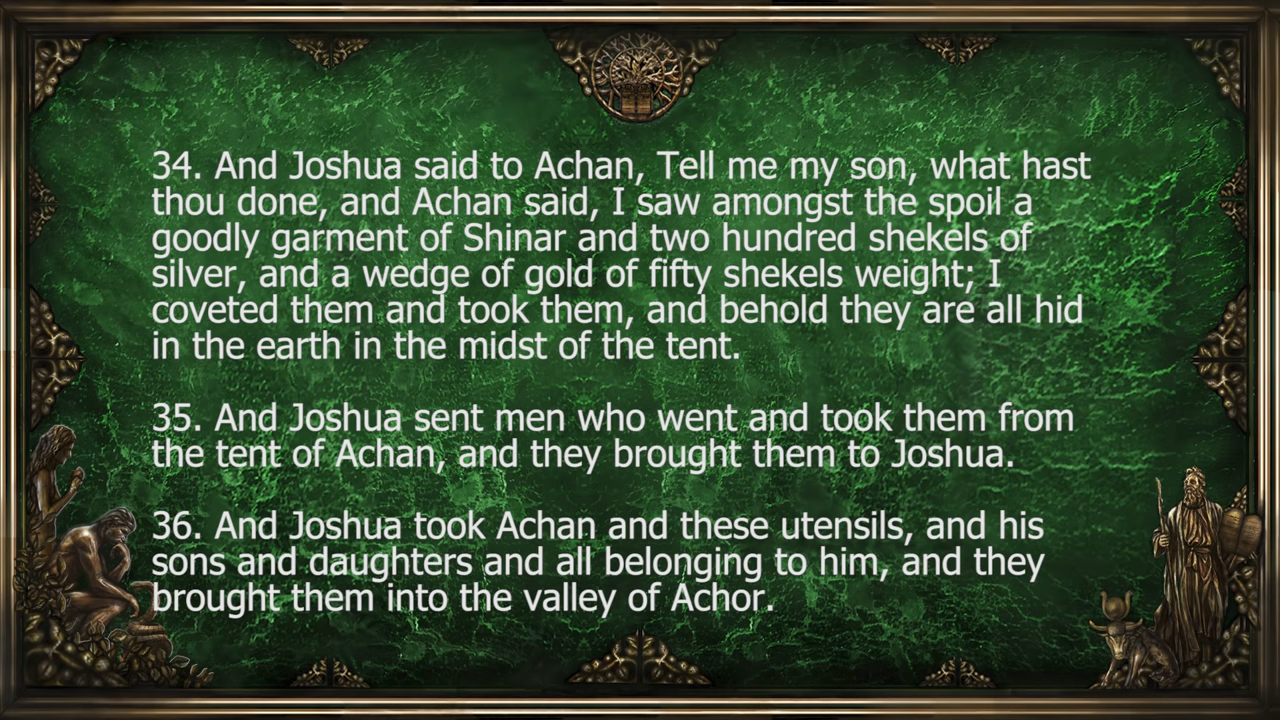 34. And Joshua said to Achan, Tell me my son, what hast
thou done, and Achan said, I saw amongst the spoil a
goodly garment of Shinar and two hundred shekels of
silver, and a wedge of gold of fifty shekels weight; I
coveted them and took them, and behold they are all hid
in the earth in the midst of the tent.
35. And Joshua sent men who went and took them from
the tent of Achan, and they brought them to Joshua.
36. And Joshua took Achan and these utensils, and his
sons and daughters and all belonging to him, and they
brought them into the valley of Achor.